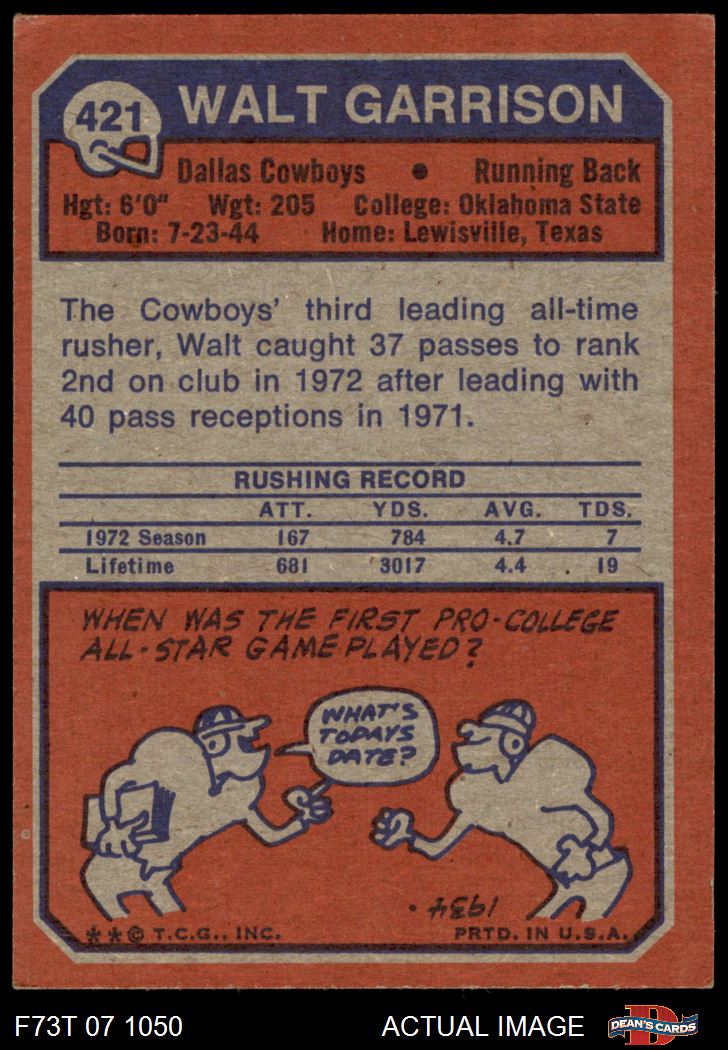 421
WALT GARRISON
Dallas Cowboys • Running Back
Hgt: 6'0" Wgt: 205 College: Oklahoma State
Born: 7-23-44 Home: Lewisville, Texas
The Cowboys' third leading all-time
rusher, Walt caught 37 passes to rank
2nd on club in 1972 after leading with
40 pass receptions in 1971.
RUSHING RECORD
ATT. YDS. AVG. TDS.
1972 Season 167 784 4.7 7
Lifetime 681 3017 4.4 19
WHEN WAS THE FIRST PRO-COLLEGE
ALL-STAR GAME PLAYED?
WHAT'S
TODAYS
DATE?
1934.
**© T.C.G., INC. PRTD. IN U.S.A.
F73T 07 1050 ACTUAL IMAGE
DEAN'S CARDS